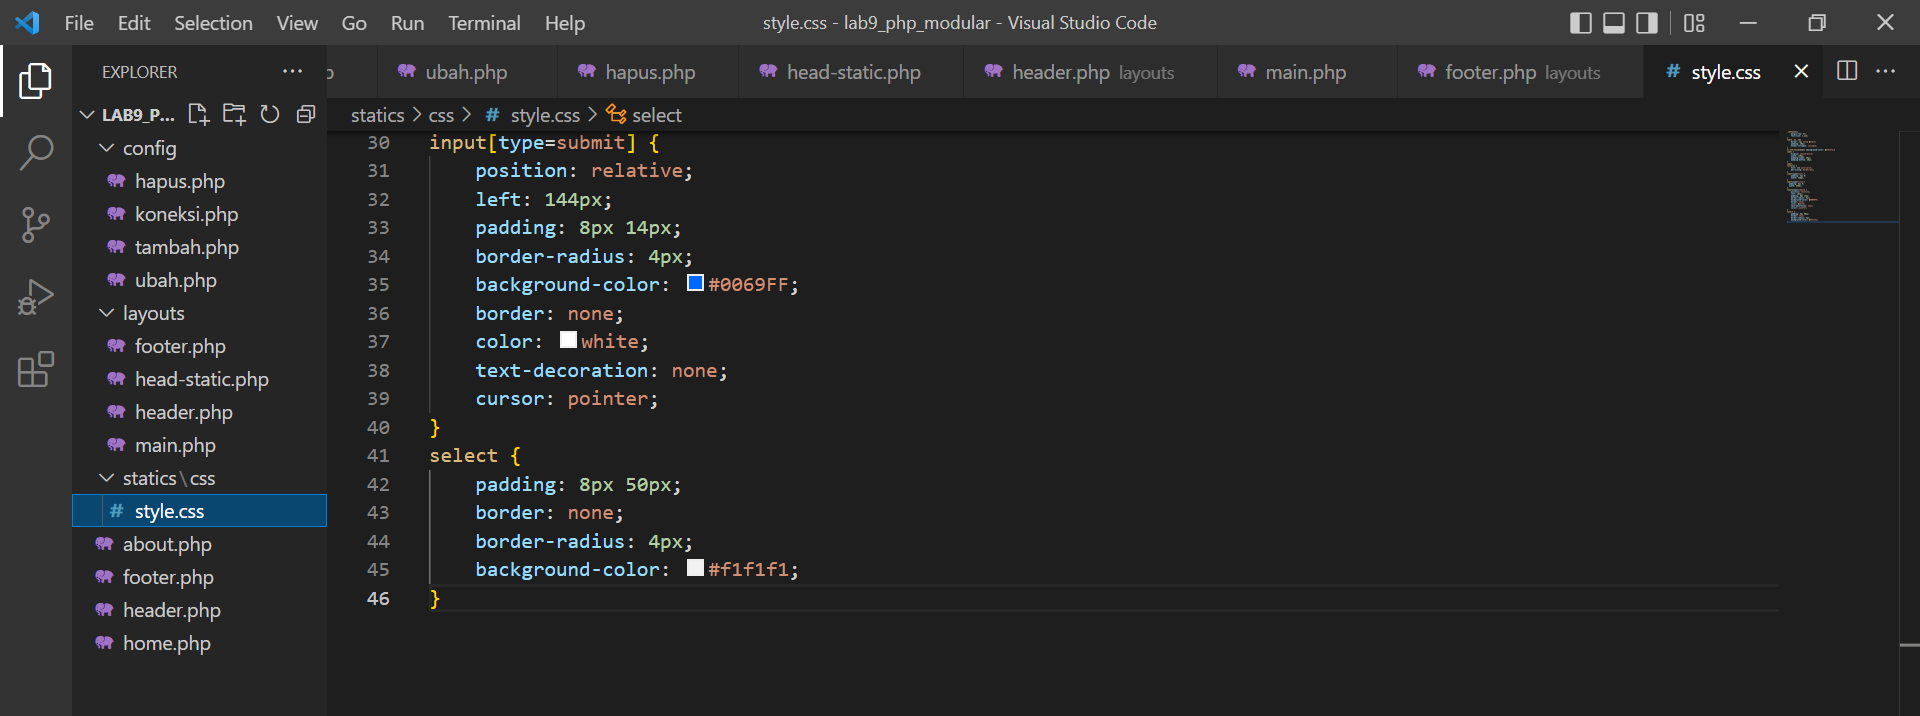 File Edit Selection View Go Run Terminal Help style.css - lab9_php_modular - Visual Studio Code
EXPLORER
ubah.php hapus.php head-static.php header.php layouts main.php footer.php layouts # style.css
LAB9_P...
statics > css > # style.css > select
config
hapus.php
koneksi.php
tambah.php
ubah.php
layouts
footer.php
head-static.php
header.php
main.php
statics\css
# style.css
about.php
footer.php
header.php
home.php
30 input[type=submit] {
31 position: relative;
32 left: 144px;
33 padding: 8px 14px;
34 border-radius: 4px;
35 background-color: #0069FF;
36 border: none;
37 color: white;
38 text-decoration: none;
39 cursor: pointer;
40 }
41 select {
42 padding: 8px 50px;
43 border: none;
44 border-radius: 4px;
45 background-color: #f1f1f1;
46 }